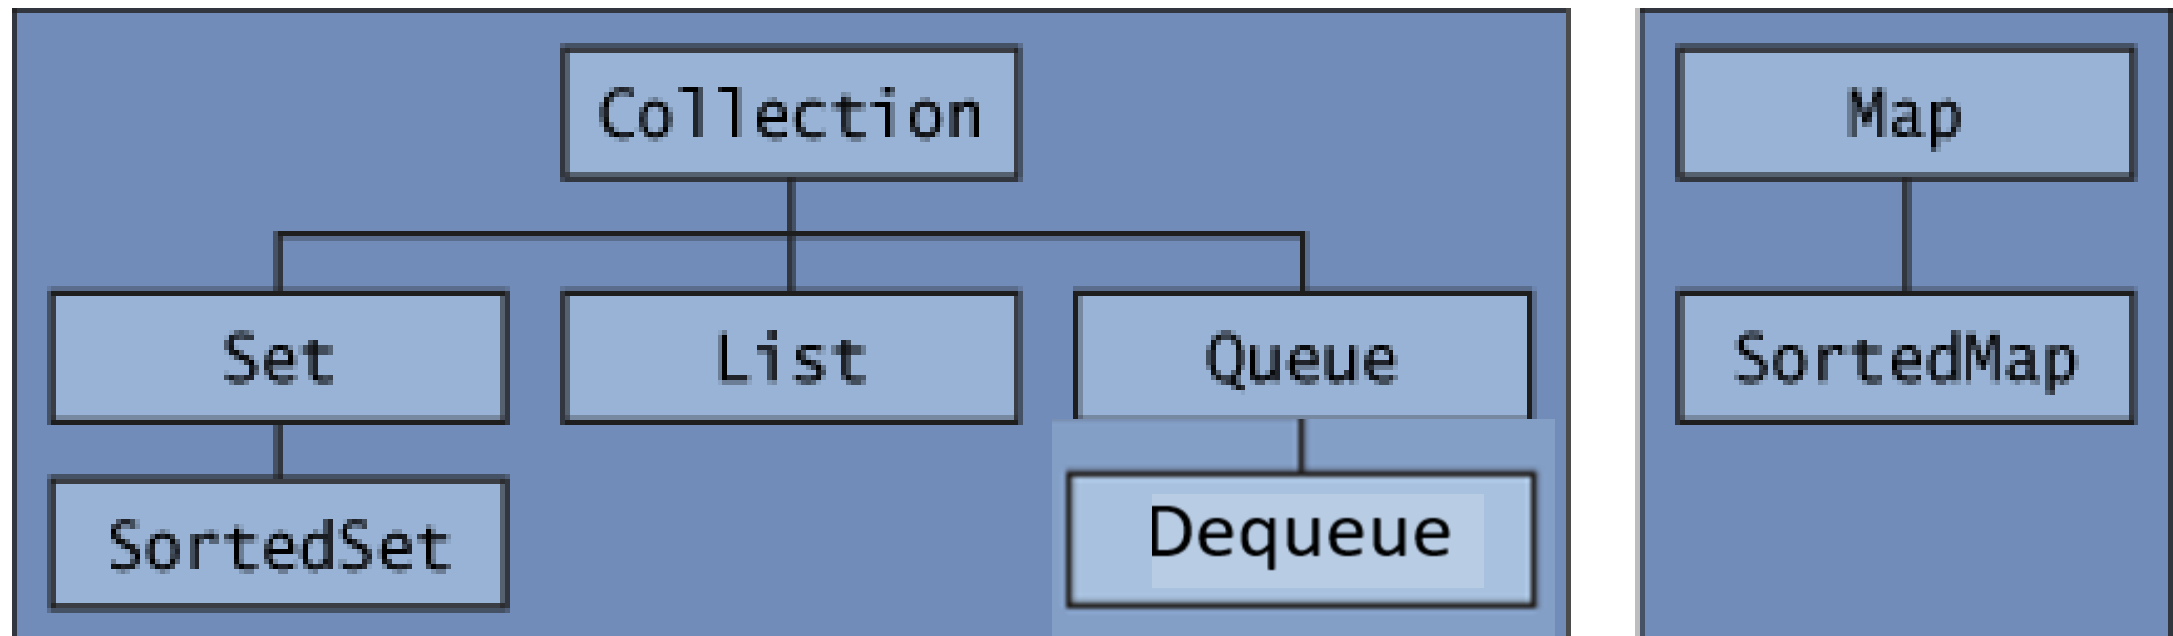 Collection
Map
Set
List
Queue
SortedMap
SortedSet
Dequeue